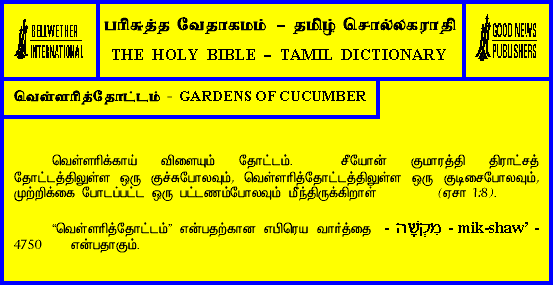 BELLWETHER
INTERNATIONAL
பரிசுத்த வேதாகமம் – தமிழ் சொல்லகராதி
THE HOLY BIBLE – TAMIL DICTIONARY
GOOD NEWS
PUBLISHERS
வெள்ளரித்தோட்டம் - GARDENS OF CUCUMBER
வெள்ளரிக்காய் விளையும் தோட்டம். சீயோன் குமாரத்தி திராட்சத்
தோட்டத்திலுள்ள ஒரு குச்சுபோலவும், வெள்ளரித்தோட்டத்திலுள்ள ஒரு குடிசைபோலவும்,
முற்றிக்கை போடப்பட்ட ஒரு பட்டணம்போலவும் மீந்திருக்கிறாள் (ஏசா 1:8).
“வெள்ளரித்தோட்டம்” என்பதற்கான எபிரெய வார்த்தை - מִקְשָׁה - mik-shaw’ -
4750 என்பதாகும்.